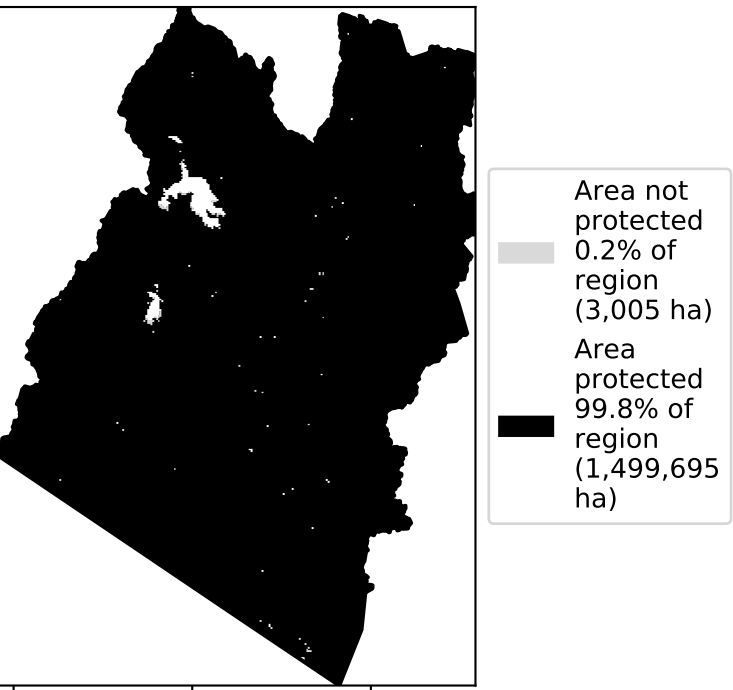 Area not
protected
0.2% of
region
(3,005 ha)
Area
protected
99.8% of
region
(1,499,695
ha)